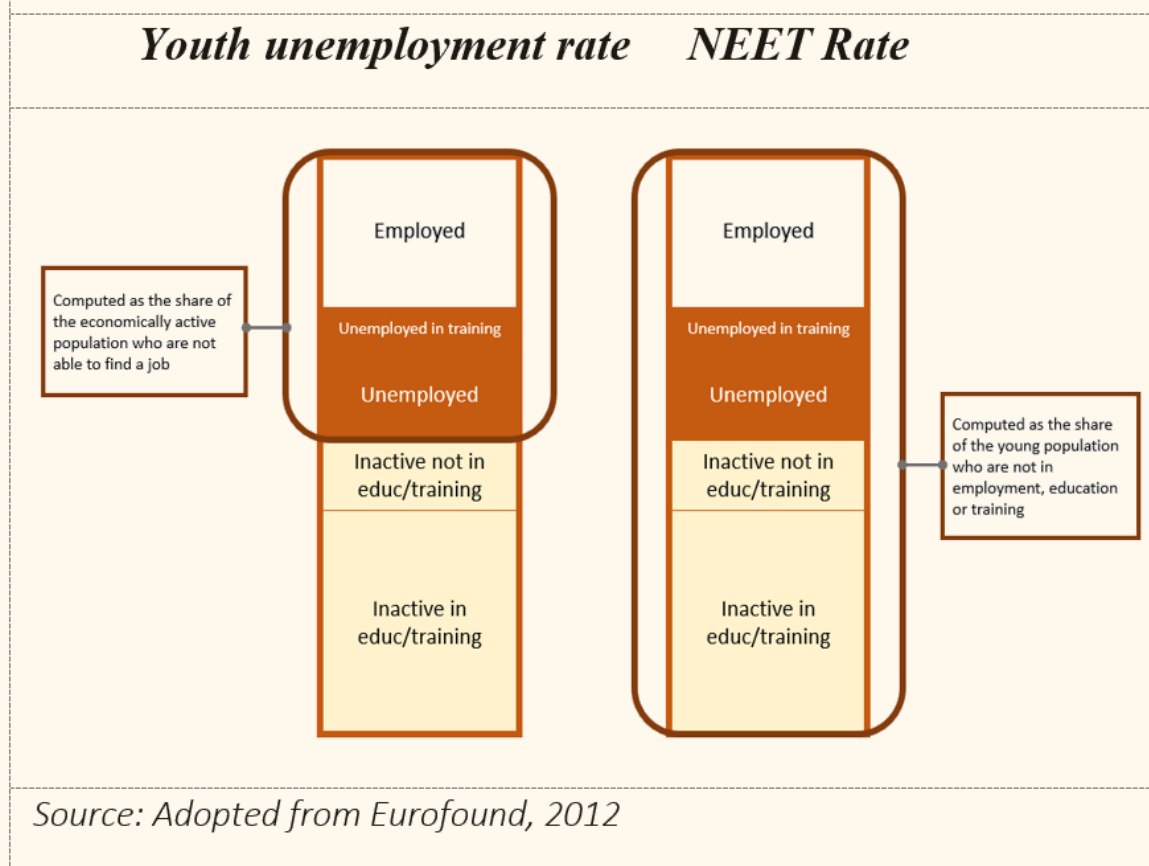 Youth unemployment rate NEET Rate
Employed
Unemployed in training
Unemployed
Inactive not in
educ/training
Inactive in
educ/training
Computed as the share of
the economically active
population who are not
able to find a job
Employed
Unemployed in training
Unemployed
Inactive not in
educ/training
Inactive in
educ/training
Computed as the share
of the young population
who are not in
employment, education
or training
Source: Adopted from Eurofound, 2012